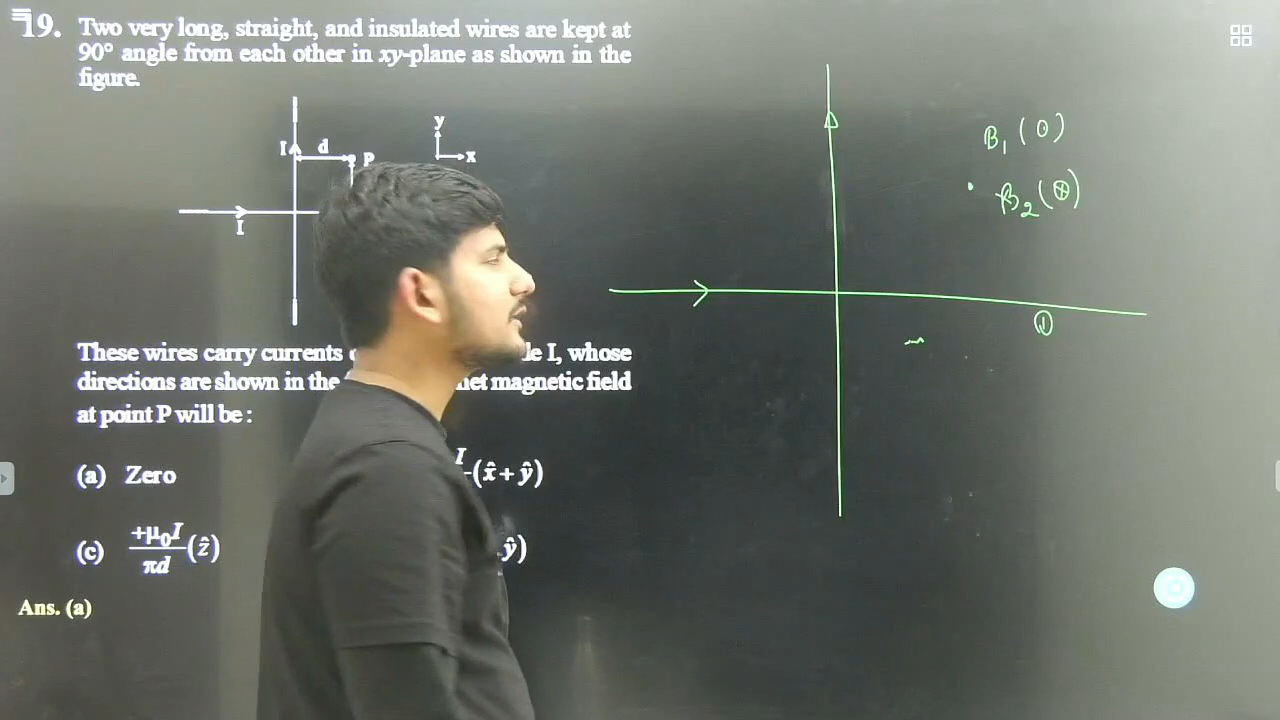 19. Two very long, straight, and insulated wires are kept at
90° angle from each other in xy-plane as shown in the
figure.
I d P
y
x
I
These wires carry currents I, whose
directions are shown in the net magnetic field
at point P will be :
(a) Zero
I
(x̂ + ŷ)
(c) +μ₀I/πd (ẑ)
ŷ)
Ans. (a)
B₁ (⊙)
B₂ (⊗)
①